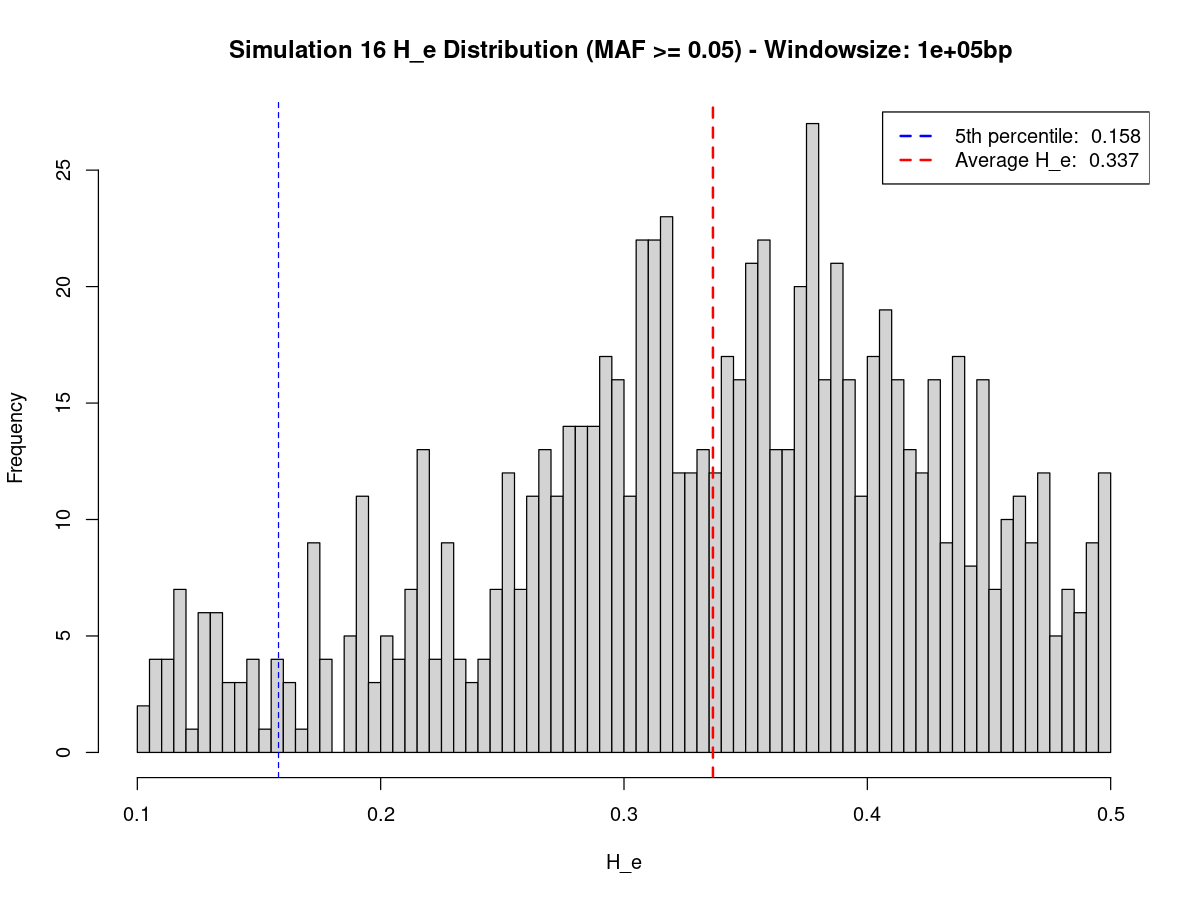 Simulation 16 H_e Distribution (MAF >= 0.05) - Windowsize: 1e+05bp
5th percentile:  0.158
Average H_e:  0.337
Frequency
25
20
15
10
5
0
0.1 0.2 0.3 0.4 0.5
H_e